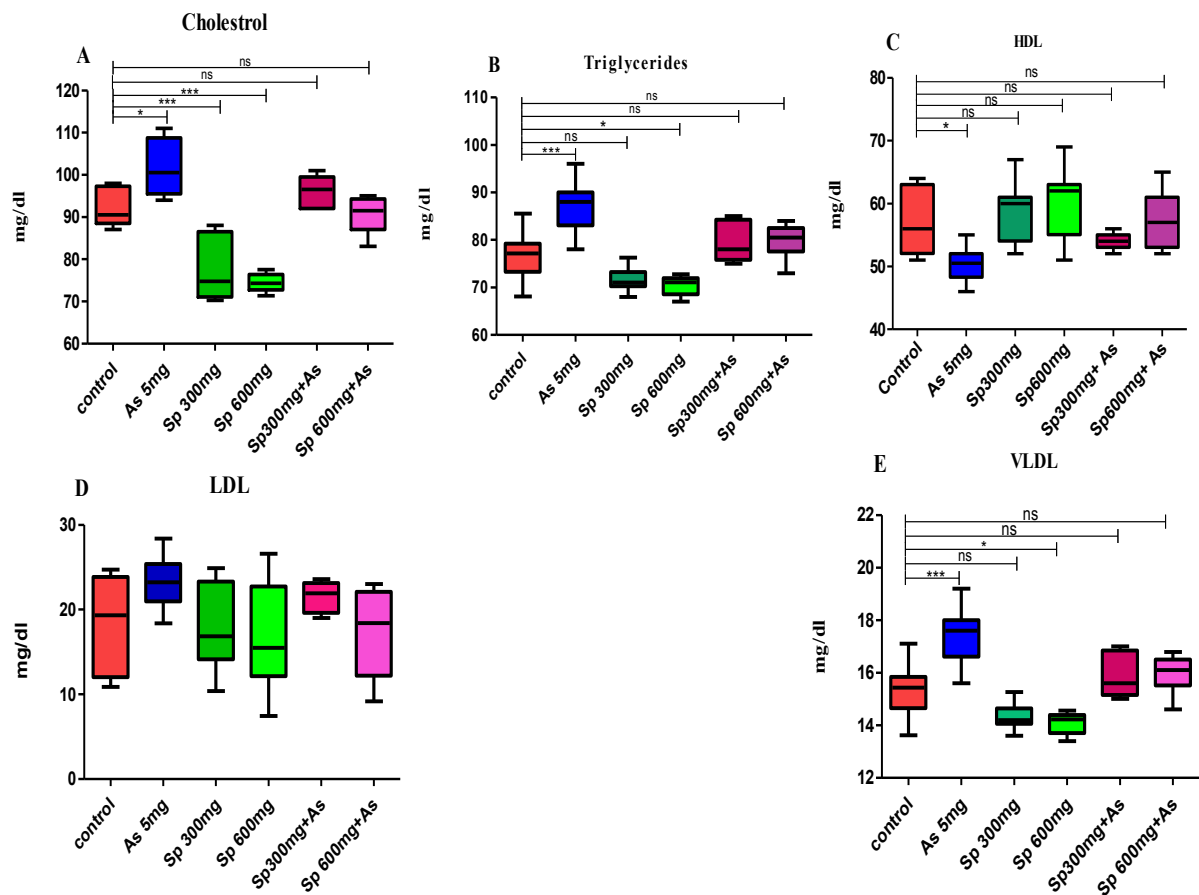 Cholestrol
A
ns
ns
***
***
*
120
110
100
90
80
70
60
mg/dl
control
As 5mg
Sp 300mg
Sp 600mg
Sp300mg+As
Sp 600mg+As
B
Triglycerides
ns
ns
*
ns
***
110
100
90
80
70
60
mg/dl
control
As 5mg
Sp 300mg
Sp 600mg
Sp300mg+As
Sp 600mg+As
C
HDL
ns
ns
ns
ns
*
80
70
60
50
40
mg/dl
Control
As 5mg
Sp300mg
Sp600mg
Sp300mg+ As
Sp600mg+ As
D
LDL
30
20
10
0
mg/dl
control
As 5mg
Sp 300mg
Sp 600mg
Sp300mg+As
Sp 600mg+As
E
VLDL
ns
ns
*
ns
***
22
20
18
16
14
12
mg/dl
control
As 5mg
Sp 300mg
Sp 600mg
Sp300mg+As
Sp 600mg+As